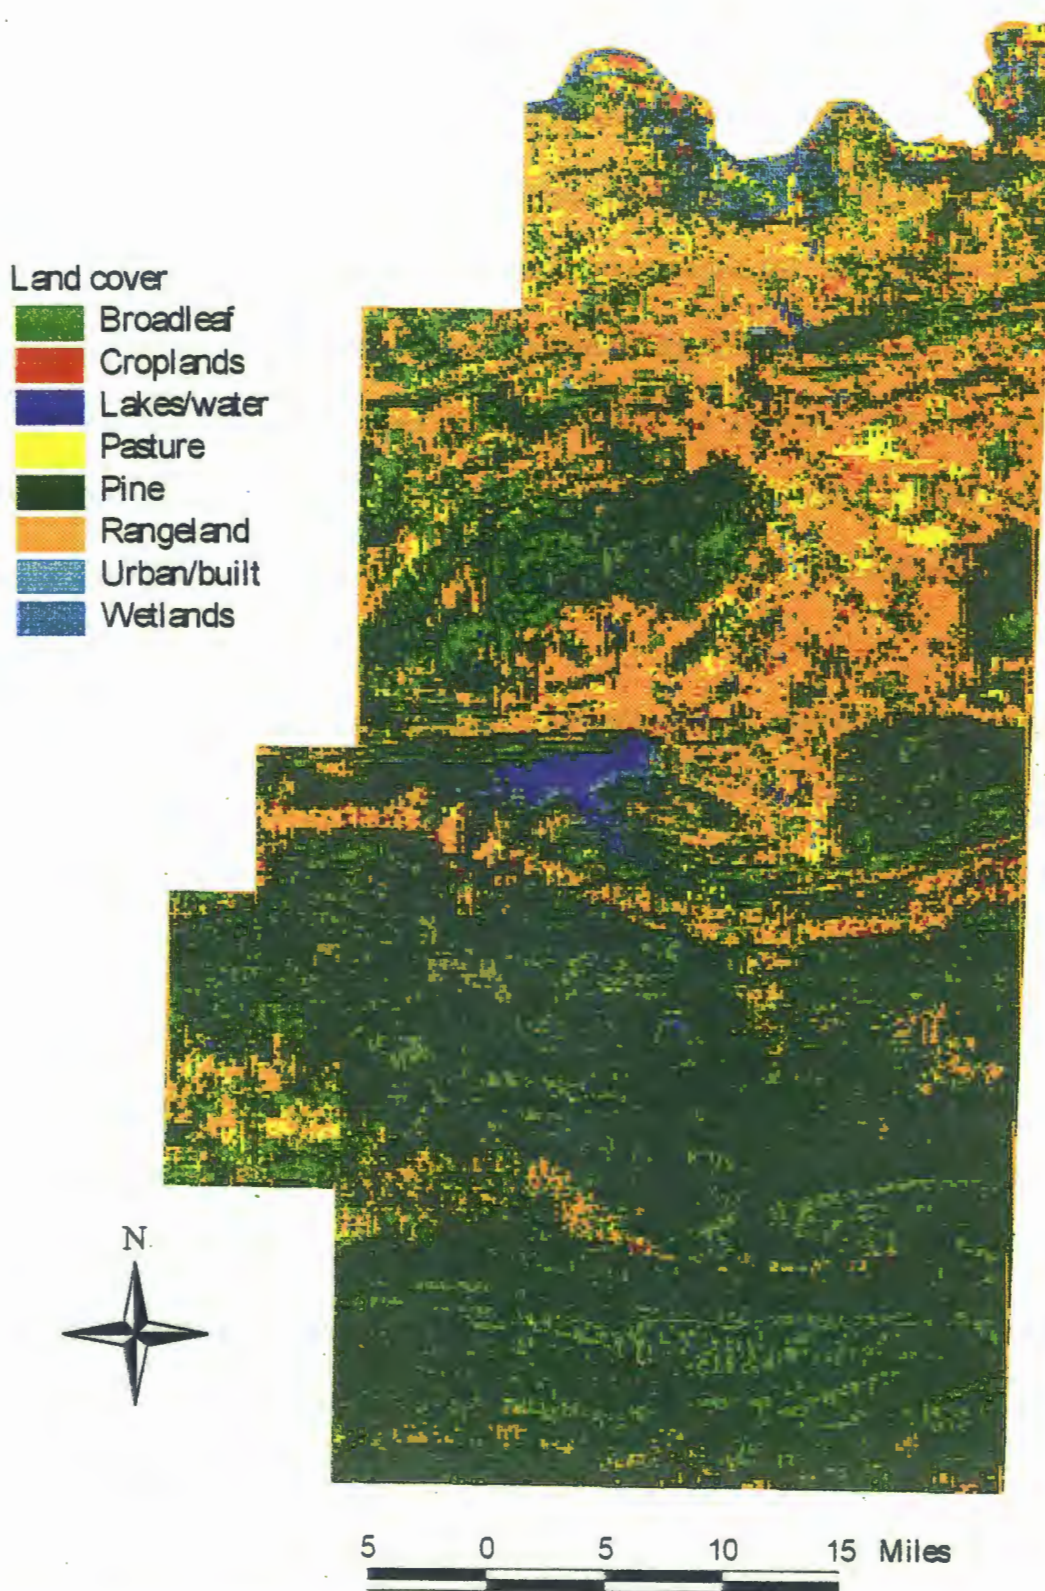 Land cover
Broadleaf
Croplands
Lakes/water
Pasture
Pine
Rangeland
Urban/built
Wetlands
N
5 0 5 10 15 Miles